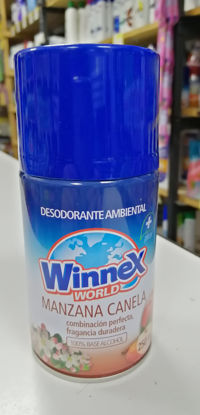 DESODORANTE AMBIENTAL
Winnex
WORLD
MANZANA CANELA
combinación perfecta,
fragancia duradera
100% BASE ALCOHOL